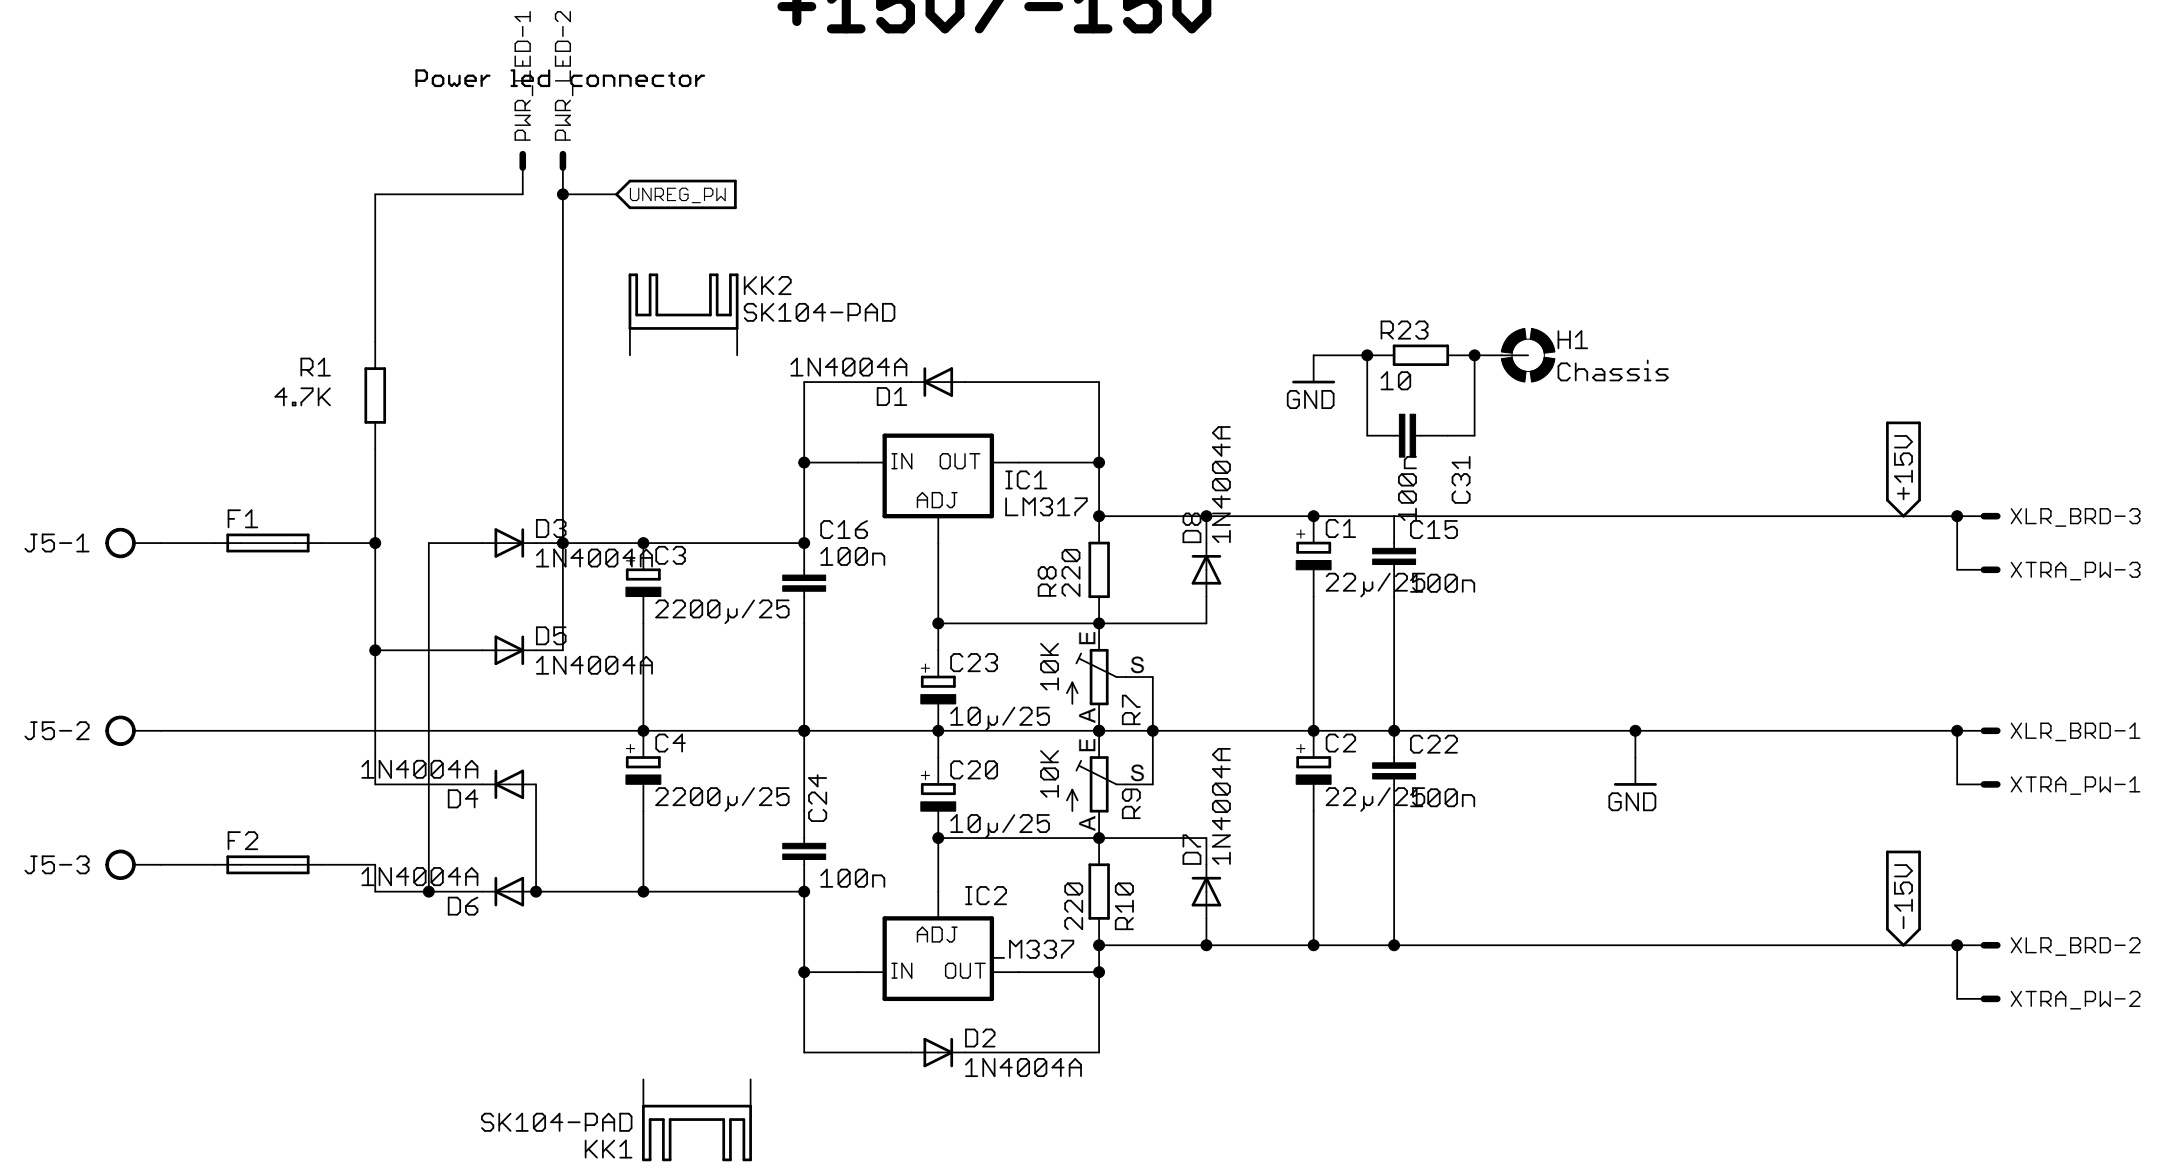 +15V/-15V
PWR_LED-1
PWR_LED-2
Power led connector
UNREG_PW
KK2
SK104-PAD
R1
4.7K
1N4004A
D1
IN OUT
ADJ
IC1
LM317
R23
10
GND
H1
Chassis
100n
C31
+15V
J5-1
F1
D3
1N4004A
C3
2200µ/25
C16
100n
R8
220
D8
1N4004A
C1
22µ/25
C15
100n
XLR_BRD-3
XTRA_PW-3
D5
1N4004A
C23
10µ/25
10K
E
S
A
R7
J5-2
C4
2200µ/25
C24
100n
C20
10µ/25
10K
E
S
A
R9
C2
22µ/25
C22
100n
GND
XLR_BRD-1
XTRA_PW-1
1N4004A
D4
J5-3
F2
1N4004A
D6
D7
1N4004A
220
R10
IC2
LM337
ADJ
IN OUT
-15V
XLR_BRD-2
XTRA_PW-2
D2
1N4004A
SK104-PAD
KK1